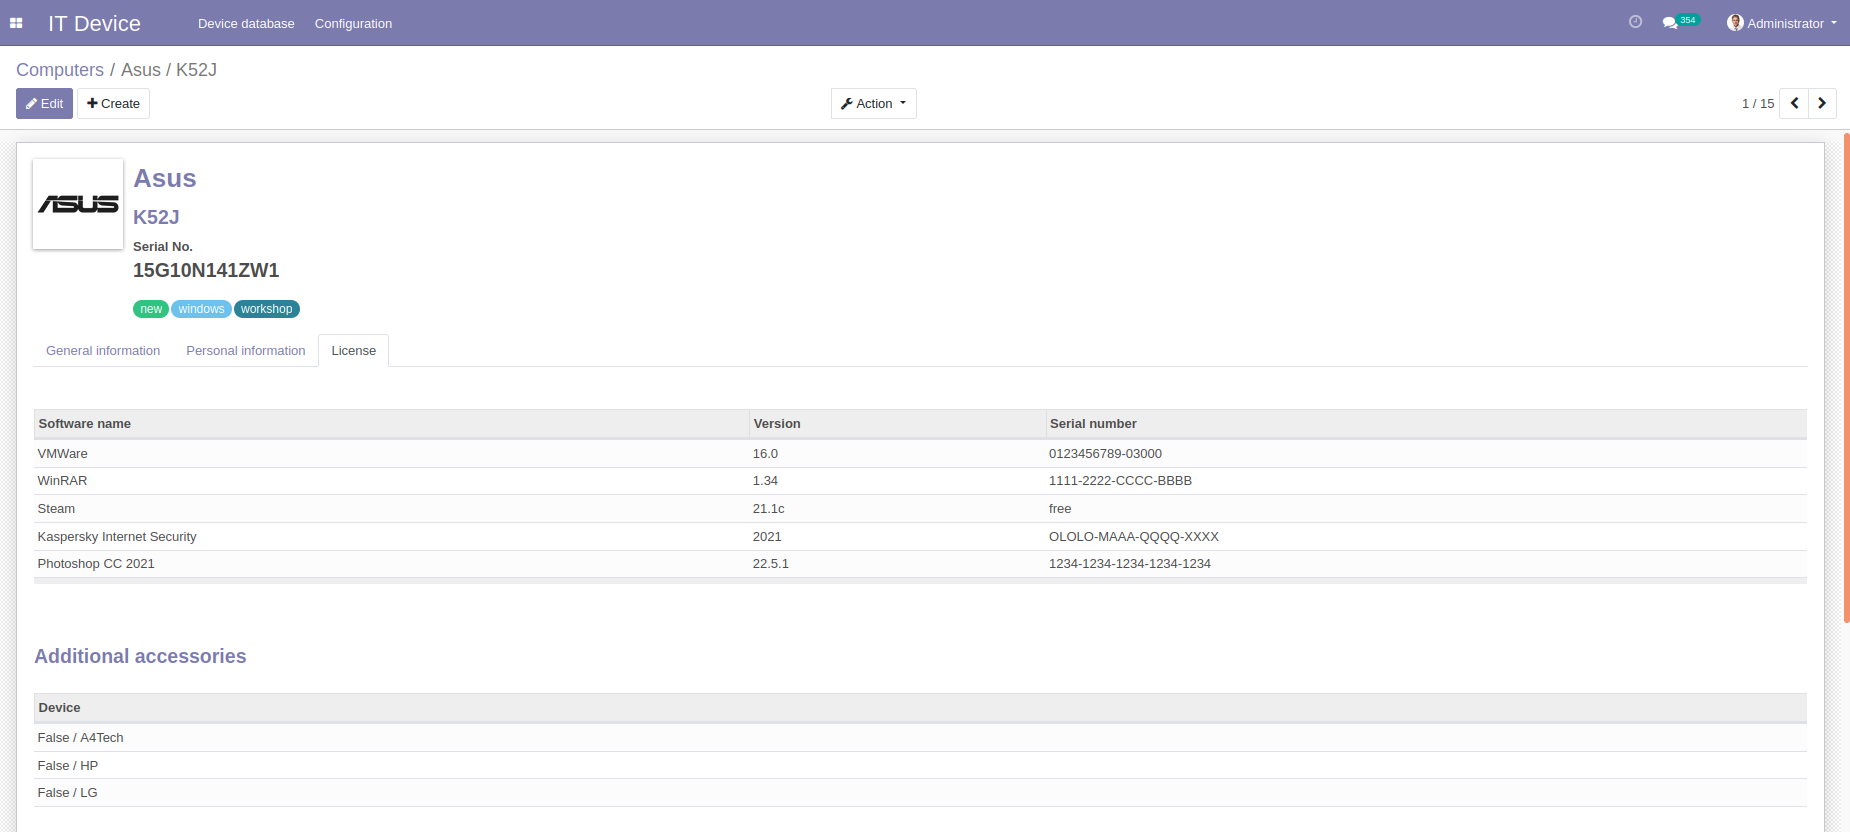 IT Device Device database Configuration 354 Administrator
Computers / Asus / K52J
Edit Create Action 1 / 15
ASUS
Asus
K52J
Serial No.
15G10N141ZW1
new windows workshop
General information Personal information License
Software name Version Serial number
VMWare 16.0 0123456789-03000
WinRAR 1.34 1111-2222-CCCC-BBBB
Steam 21.1c free
Kaspersky Internet Security 2021 OLOLO-MAAA-QQQQ-XXXX
Photoshop CC 2021 22.5.1 1234-1234-1234-1234-1234
Additional accessories
Device
False / A4Tech
False / HP
False / LG